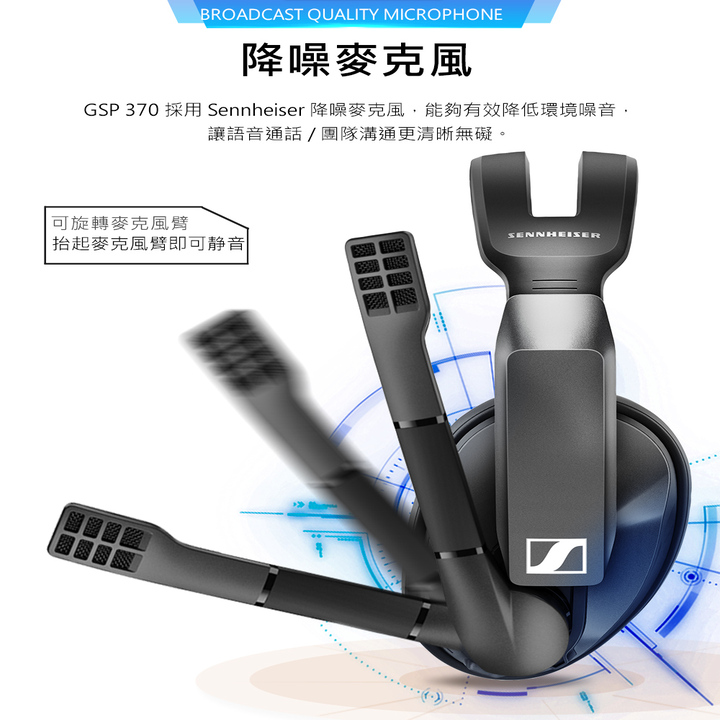 BROADCAST QUALITY MICROPHONE
降噪麥克風
GSP 370 採用 Sennheiser 降噪麥克風，能夠有效降低環境噪音，
讓語音通話 / 團隊溝通更清晰無礙。
可旋轉麥克風臂
抬起麥克風臂即可静音
SENNHEISER